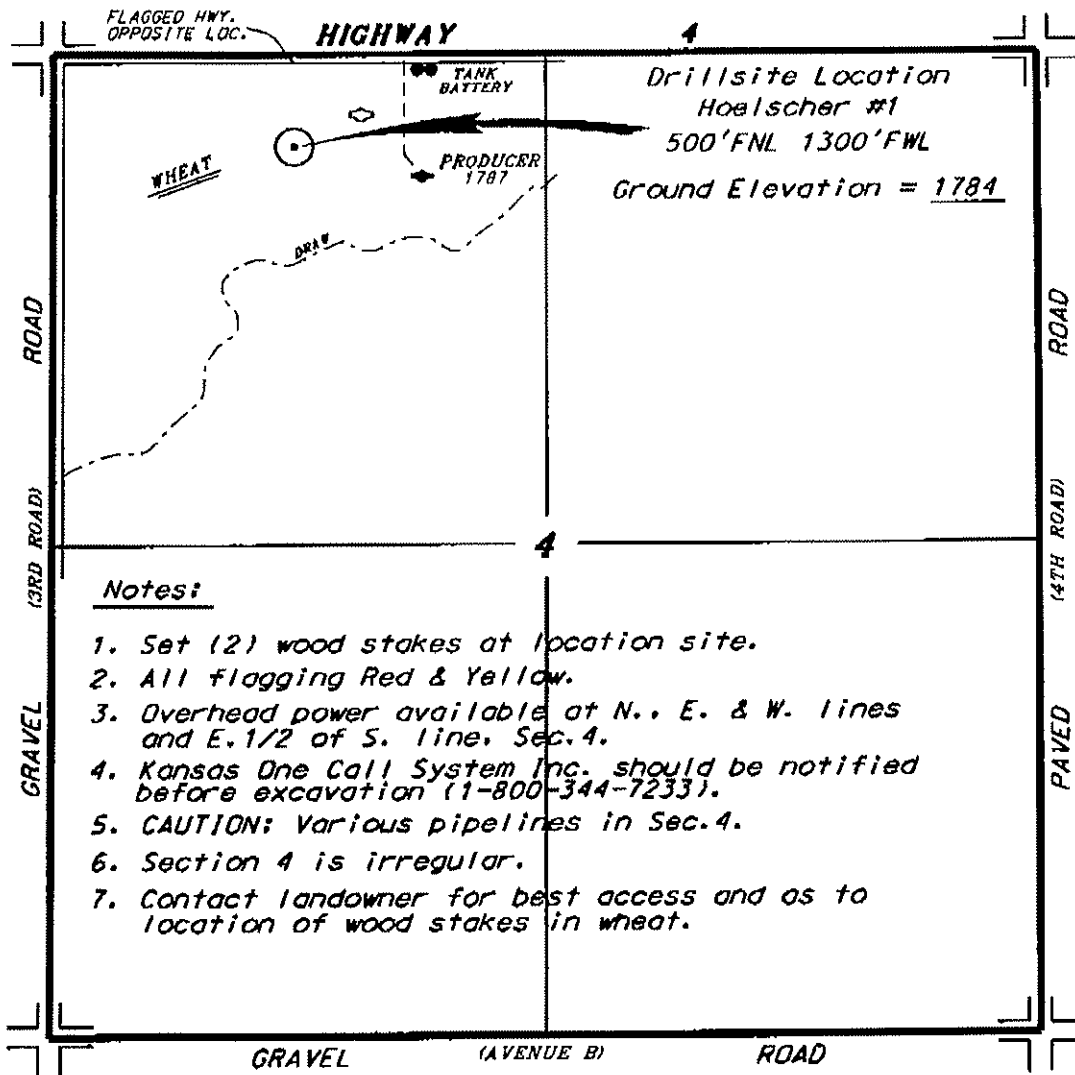 FLAGGED HWY.
OPPOSITE LOC.
HIGHWAY 4
TANK
BATTERY
Drillsite Location
Hoelscher #1
500'FNL 1300'FWL
Ground Elevation = 1784
WHEAT
PRODUCER
1787
DRAW
ROAD
ROAD
(3RD ROAD)
(4TH ROAD)
4
GRAVEL
PAVED
Notes:
1. Set (2) wood stakes at location site.
2. All flagging Red & Yellow.
3. Overhead power available at N., E. & W. lines
and E.1/2 of S. line, Sec.4.
4. Kansas One Call System Inc. should be notified
before excavation (1-800-344-7233).
5. CAUTION: Various pipelines in Sec.4.
6. Section 4 is irregular.
7. Contact landowner for best access and as to
location of wood stakes in wheat.
GRAVEL (AVENUE B) ROAD